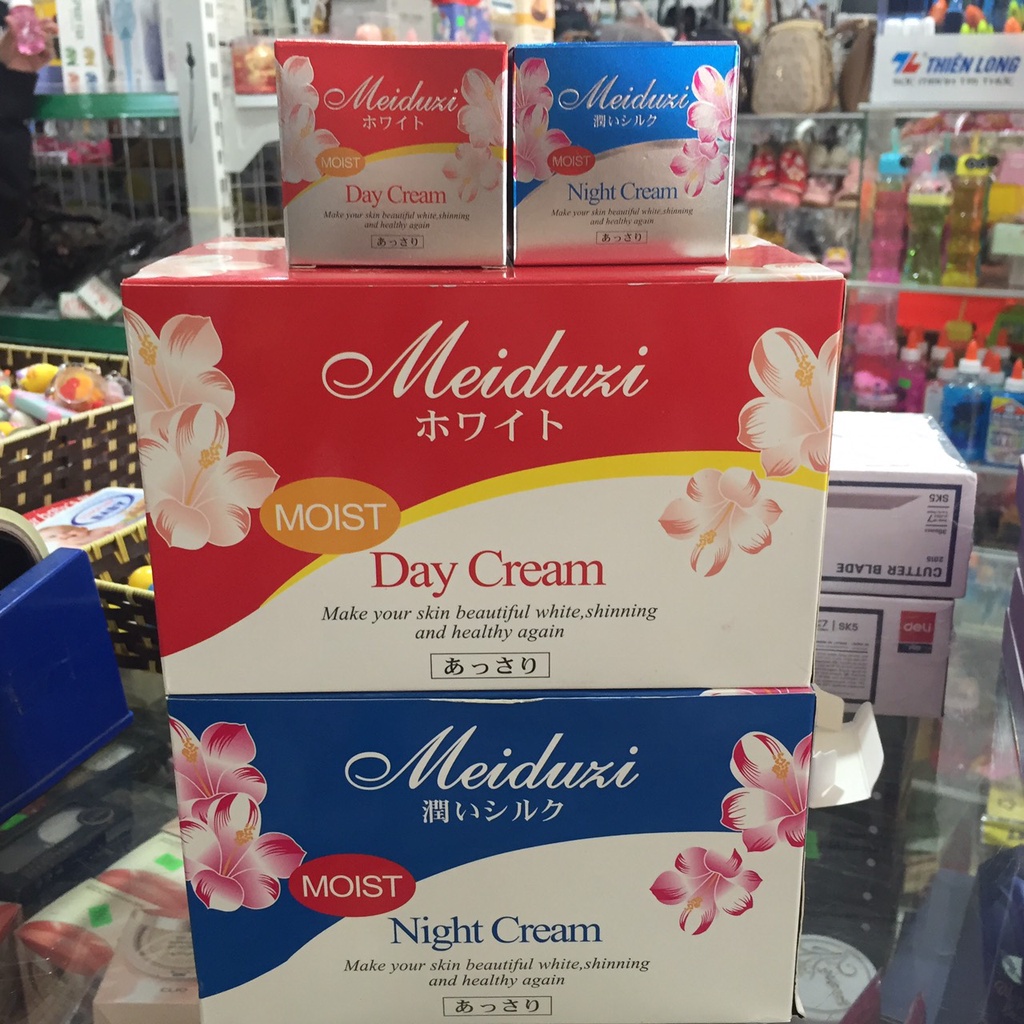 THIÊN LONG
Meiduzi
ホワイト
MOIST
Day Cream
Make your skin beautiful white,shinning
and healthy again
あっさり
Meiduzi
潤いシルク
MOIST
Night Cream
Make your skin beautiful white,shinning
and healthy again
あっさり
Meiduzi
ホワイト
MOIST
Day Cream
Make your skin beautiful white,shinning
and healthy again
あっさり
Meiduzi
潤いシルク
MOIST
Night Cream
Make your skin beautiful white,shinning
and healthy again
あっさり
SK5
CUTTER BLADE
SK5
deli